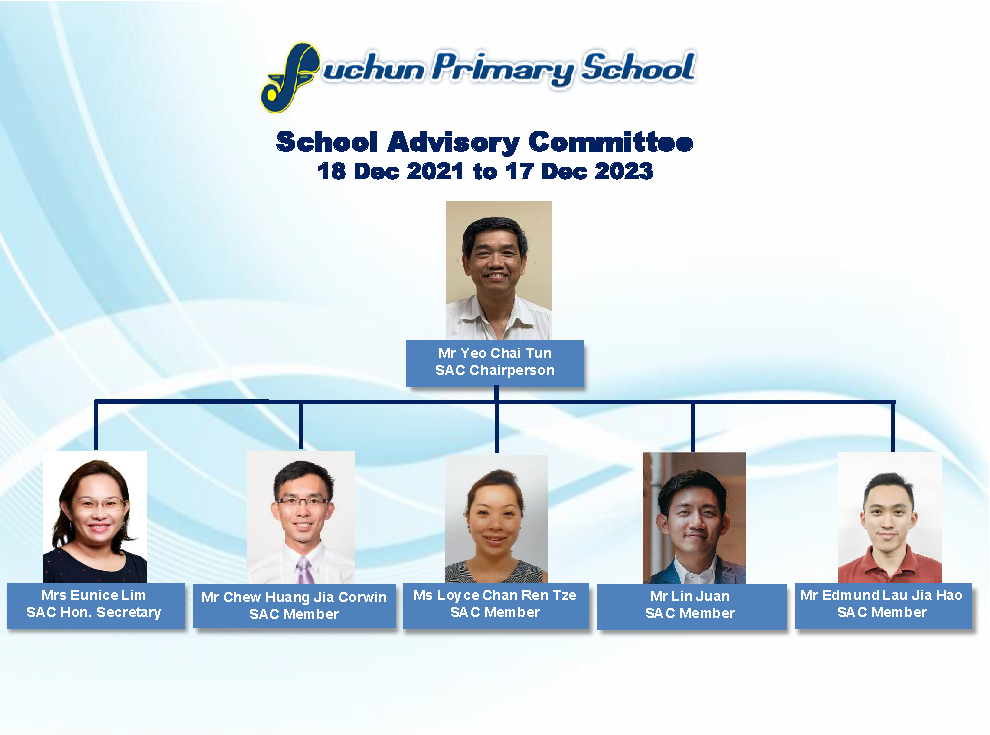 Fuchun Primary School
School Advisory Committee
18 Dec 2021 to 17 Dec 2023
Mr Yeo Chai Tun
SAC Chairperson
Mrs Eunice Lim
SAC Hon. Secretary
Mr Chew Huang Jia Corwin
SAC Member
Ms Loyce Chan Ren Tze
SAC Member
Mr Lin Juan
SAC Member
Mr Edmund Lau Jia Hao
SAC Member